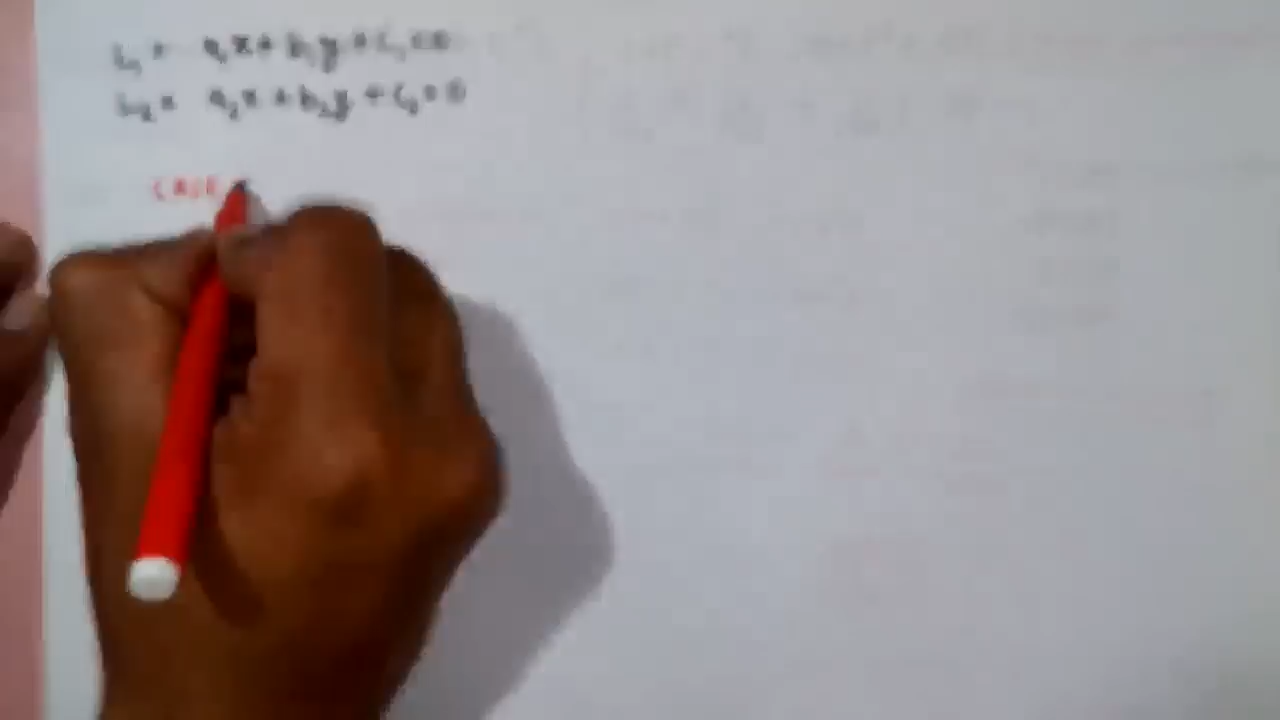 L₁ = a₁x + b₁y + C₁ = 0
L₂ = a₂x + b₂y + C₂ = 0
CASE